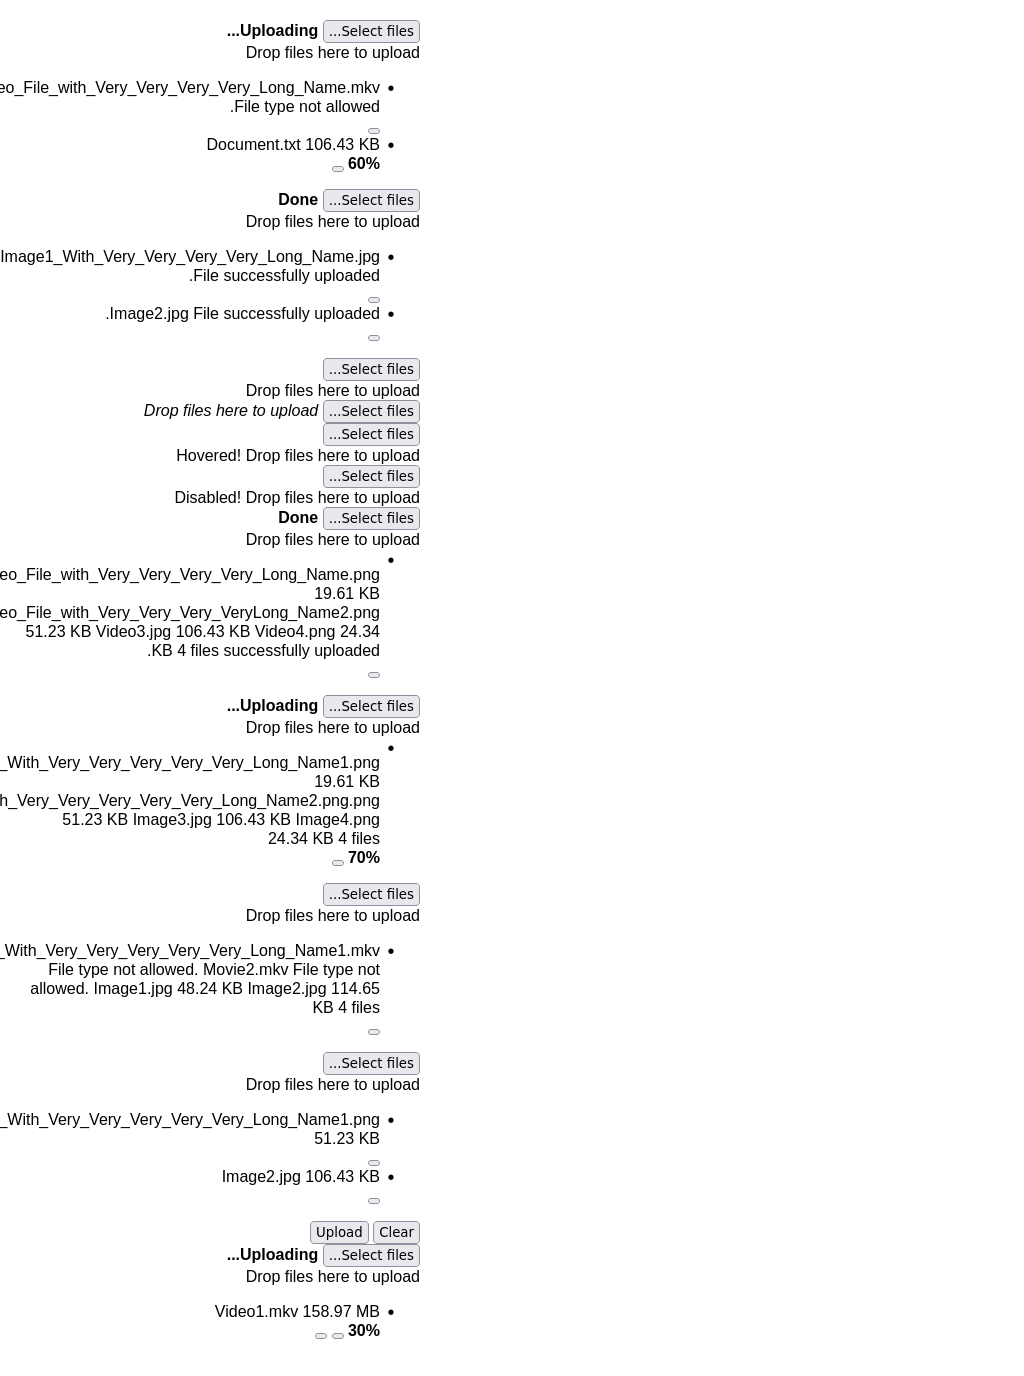 ...Uploading ...Select files
Drop files here to upload
eo_File_with_Very_Very_Very_Very_Long_Name.mkv
.File type not allowed
Document.txt 106.43 KB
60%
Done ...Select files
Drop files here to upload
Image1_With_Very_Very_Very_Very_Long_Name.jpg
.File successfully uploaded
.Image2.jpg File successfully uploaded
...Select files
Drop files here to upload
Drop files here to upload ...Select files
...Select files
Hovered! Drop files here to upload
...Select files
Disabled! Drop files here to upload
Done ...Select files
Drop files here to upload
eo_File_with_Very_Very_Very_Very_Long_Name.png
19.61 KB
eo_File_with_Very_Very_Very_VeryLong_Name2.png
51.23 KB Video3.jpg 106.43 KB Video4.png 24.34
.KB 4 files successfully uploaded
...Uploading ...Select files
Drop files here to upload
_With_Very_Very_Very_Very_Very_Long_Name1.png
19.61 KB
h_Very_Very_Very_Very_Very_Long_Name2.png.png
51.23 KB Image3.jpg 106.43 KB Image4.png
24.34 KB 4 files
70%
...Select files
Drop files here to upload
_With_Very_Very_Very_Very_Very_Long_Name1.mkv
File type not allowed. Movie2.mkv File type not
allowed. Image1.jpg 48.24 KB Image2.jpg 114.65
KB 4 files
...Select files
Drop files here to upload
_With_Very_Very_Very_Very_Very_Long_Name1.png
51.23 KB
Image2.jpg 106.43 KB
Upload Clear
...Uploading ...Select files
Drop files here to upload
Video1.mkv 158.97 MB
30%